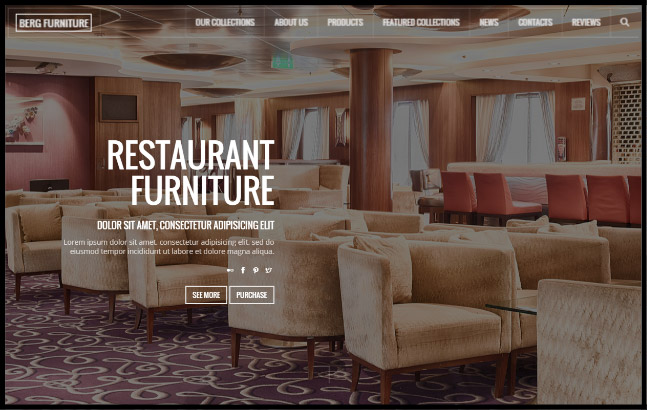 BERG FURNITURE
OUR COLLECTIONS ABOUT US PRODUCTS FEATURED COLLECTIONS NEWS CONTACTS REVIEWS
RESTAURANT
FURNITURE
DOLOR SIT AMET, CONSECTETUR ADIPISICING ELIT
Lorem ipsum dolor sit amet, consectetur adipisicing elit, sed do
eiusmod tempor incididunt ut labore et dolore magna aliqua.
SEE MORE PURCHASE